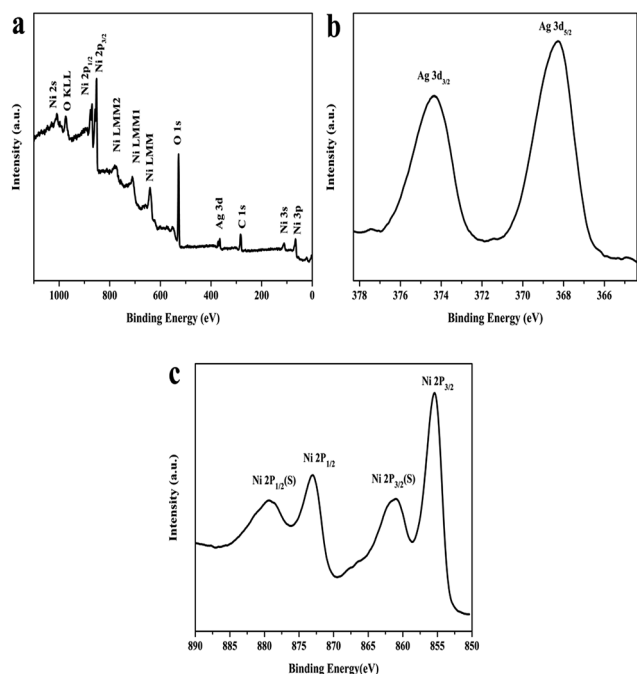 a
Ni 2s
O KLL
Ni 2p1/2
Ni 2p3/2
Ni LMM2
Ni LMM1
Ni LMM
O 1s
Ag 3d
C 1s
Ni 3s
Ni 3p
Intensity (a.u.)
1000 800 600 400 200 0
Binding Energy (eV)
b
Ag 3d3/2
Ag 3d5/2
Intensity (a.u.)
378 376 374 372 370 368 366
Binding Energy (eV)
c
Ni 2P1/2(S)
Ni 2P1/2
Ni 2P3/2(S)
Ni 2P3/2
Intensity (a.u.)
890 885 880 875 870 865 860 855 850
Binding Energy(eV)